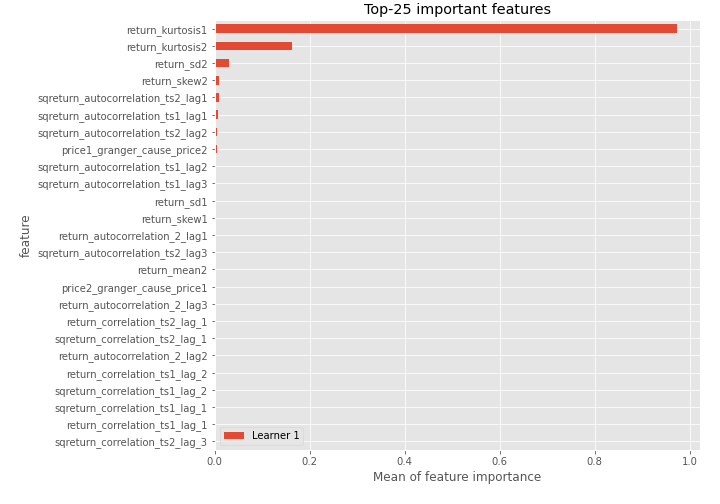 Top-25 important features
return_kurtosis1
return_kurtosis2
return_sd2
return_skew2
sqreturn_autocorrelation_ts2_lag1
sqreturn_autocorrelation_ts1_lag1
sqreturn_autocorrelation_ts2_lag2
price1_granger_cause_price2
sqreturn_autocorrelation_ts1_lag2
sqreturn_autocorrelation_ts1_lag3
return_sd1
return_skew1
return_autocorrelation_2_lag1
sqreturn_autocorrelation_ts2_lag3
return_mean2
price2_granger_cause_price1
return_autocorrelation_2_lag3
return_correlation_ts2_lag_1
sqreturn_correlation_ts2_lag_1
return_autocorrelation_2_lag2
return_correlation_ts1_lag_2
sqreturn_correlation_ts1_lag_2
sqreturn_correlation_ts1_lag_1
return_correlation_ts1_lag_1
sqreturn_correlation_ts2_lag_3
feature
Learner 1
0.0 0.2 0.4 0.6 0.8 1.0
Mean of feature importance